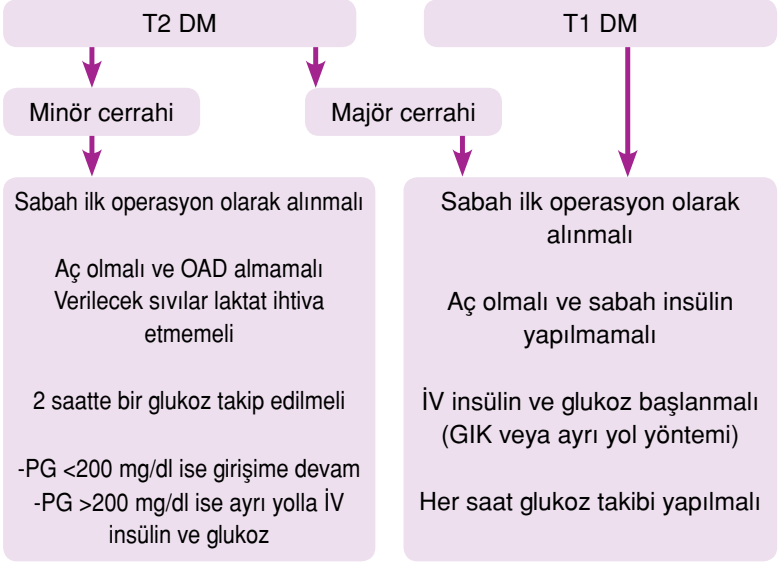 T2 DM
T1 DM
Minör cerrahi
Majör cerrahi
Sabah ilk operasyon olarak alınmalı
Aç olmalı ve OAD almamalı
Verilecek sıvılar laktat ihtiva
etmemeli
2 saatte bir glukoz takip edilmeli
-PG <200 mg/dl ise girişime devam
-PG >200 mg/dl ise ayrı yolla İV
insülin ve glukoz
Sabah ilk operasyon olarak
alınmalı
Aç olmalı ve sabah insülin
yapılmamalı
İV insülin ve glukoz başlanmalı
(GIK veya ayrı yol yöntemi)
Her saat glukoz takibi yapılmalı